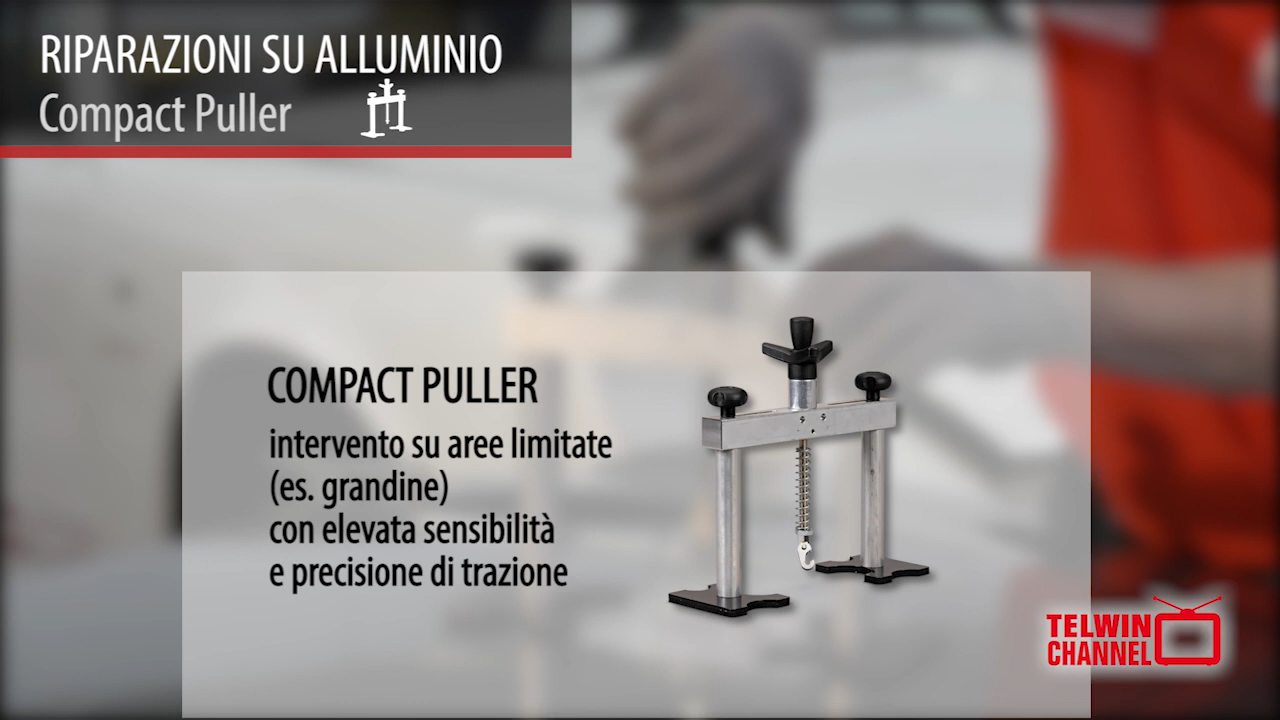 RIPARAZIONI SU ALLUMINIO
Compact Puller
COMPACT PULLER
intervento su aree limitate
(es. grandine)
con elevata sensibilità
e precisione di trazione
TELWIN
CHANNEL